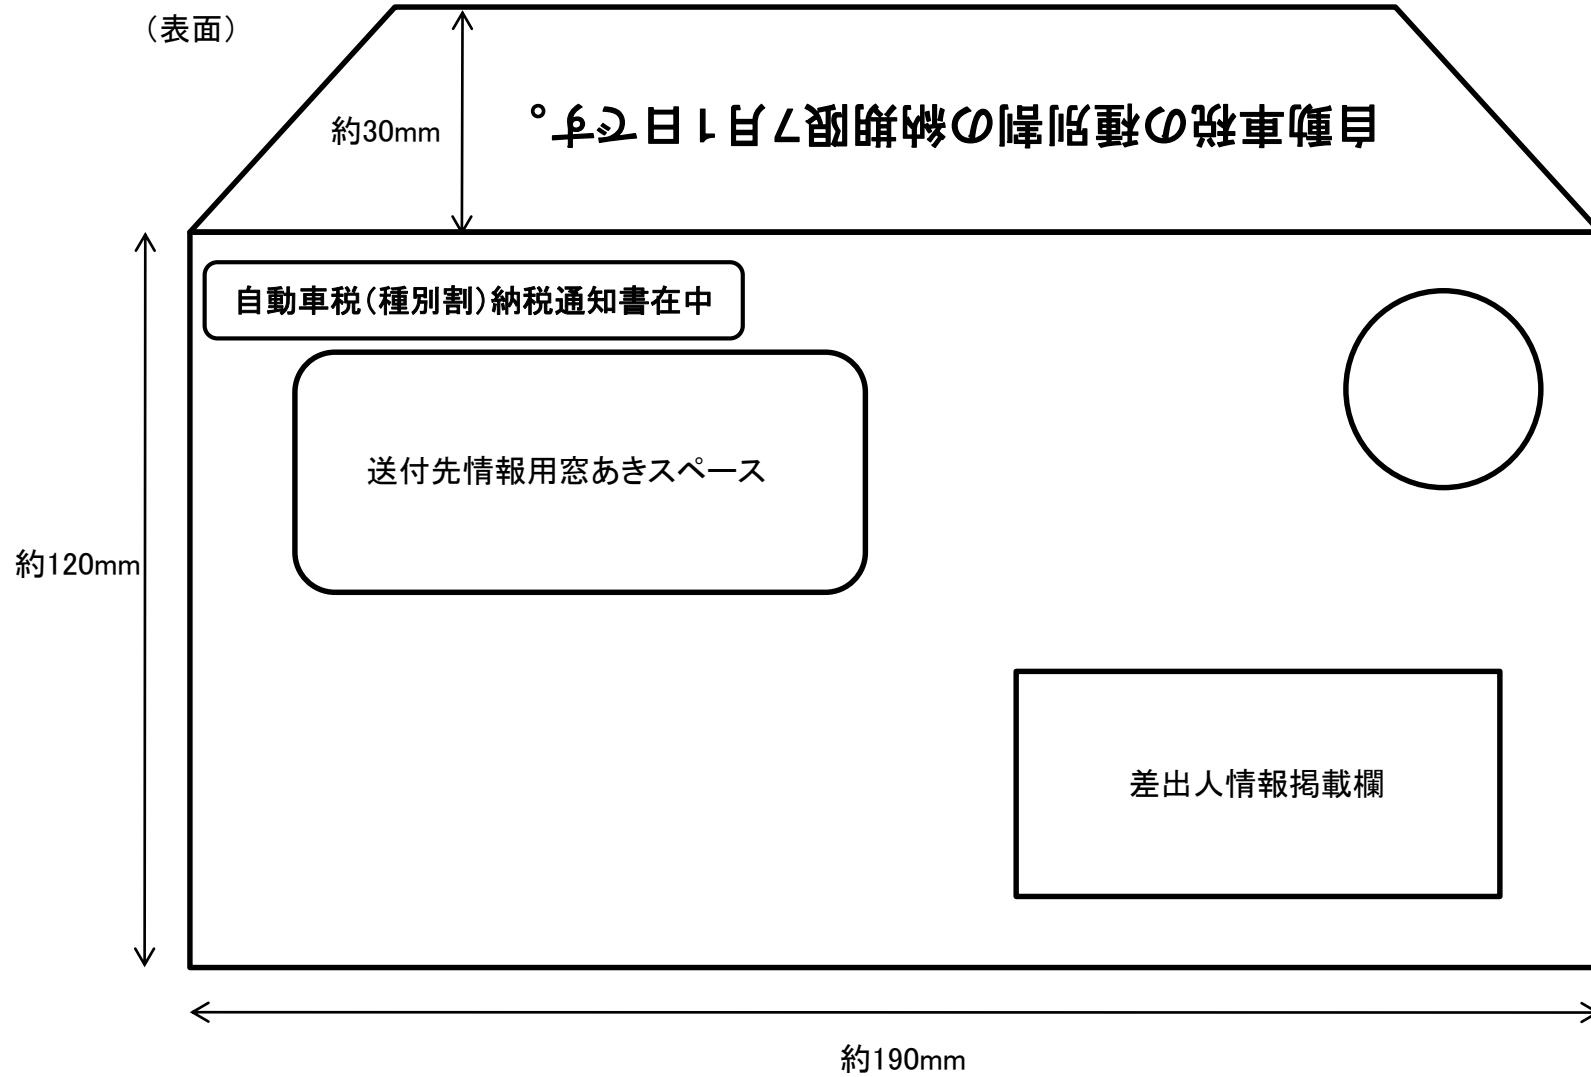 （表面）
自動車税の種別割の納期限7月1日です。
約30mm
自動車税（種別割）納税通知書在中
送付先情報用窓あきスペース
約120mm
差出人情報掲載欄
約190mm